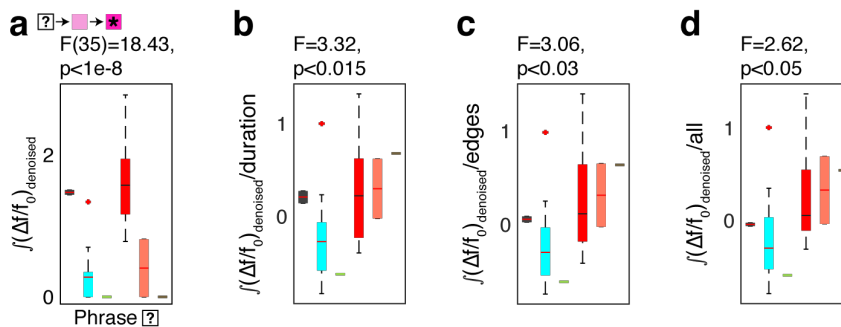 a
? → → *
F(35)=18.43,
p<1e-8
∫(Δf/f₀)denoised
2
0
Phrase ?
b
F=3.32,
p<0.015
∫(Δf/f₀)denoised/duration
1
0
c
F=3.06,
p<0.03
∫(Δf/f₀)denoised/edges
1
0
d
F=2.62,
p<0.05
∫(Δf/f₀)denoised/all
1
0